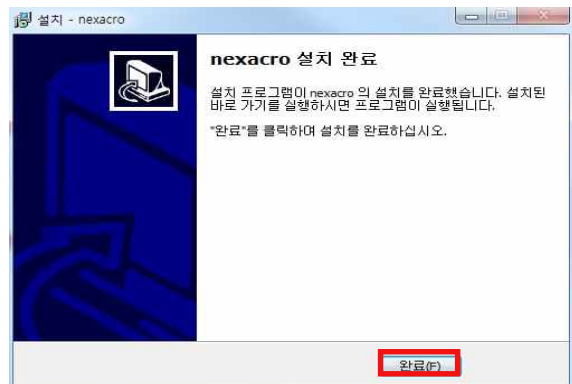 설치 - nexacro
nexacro 설치 완료
설치 프로그램이 nexacro 의 설치를 완료했습니다. 설치된
바로 가기를 실행하시면 프로그램이 실행됩니다.
"완료"를 클릭하여 설치를 완료하십시오.
완료(F)